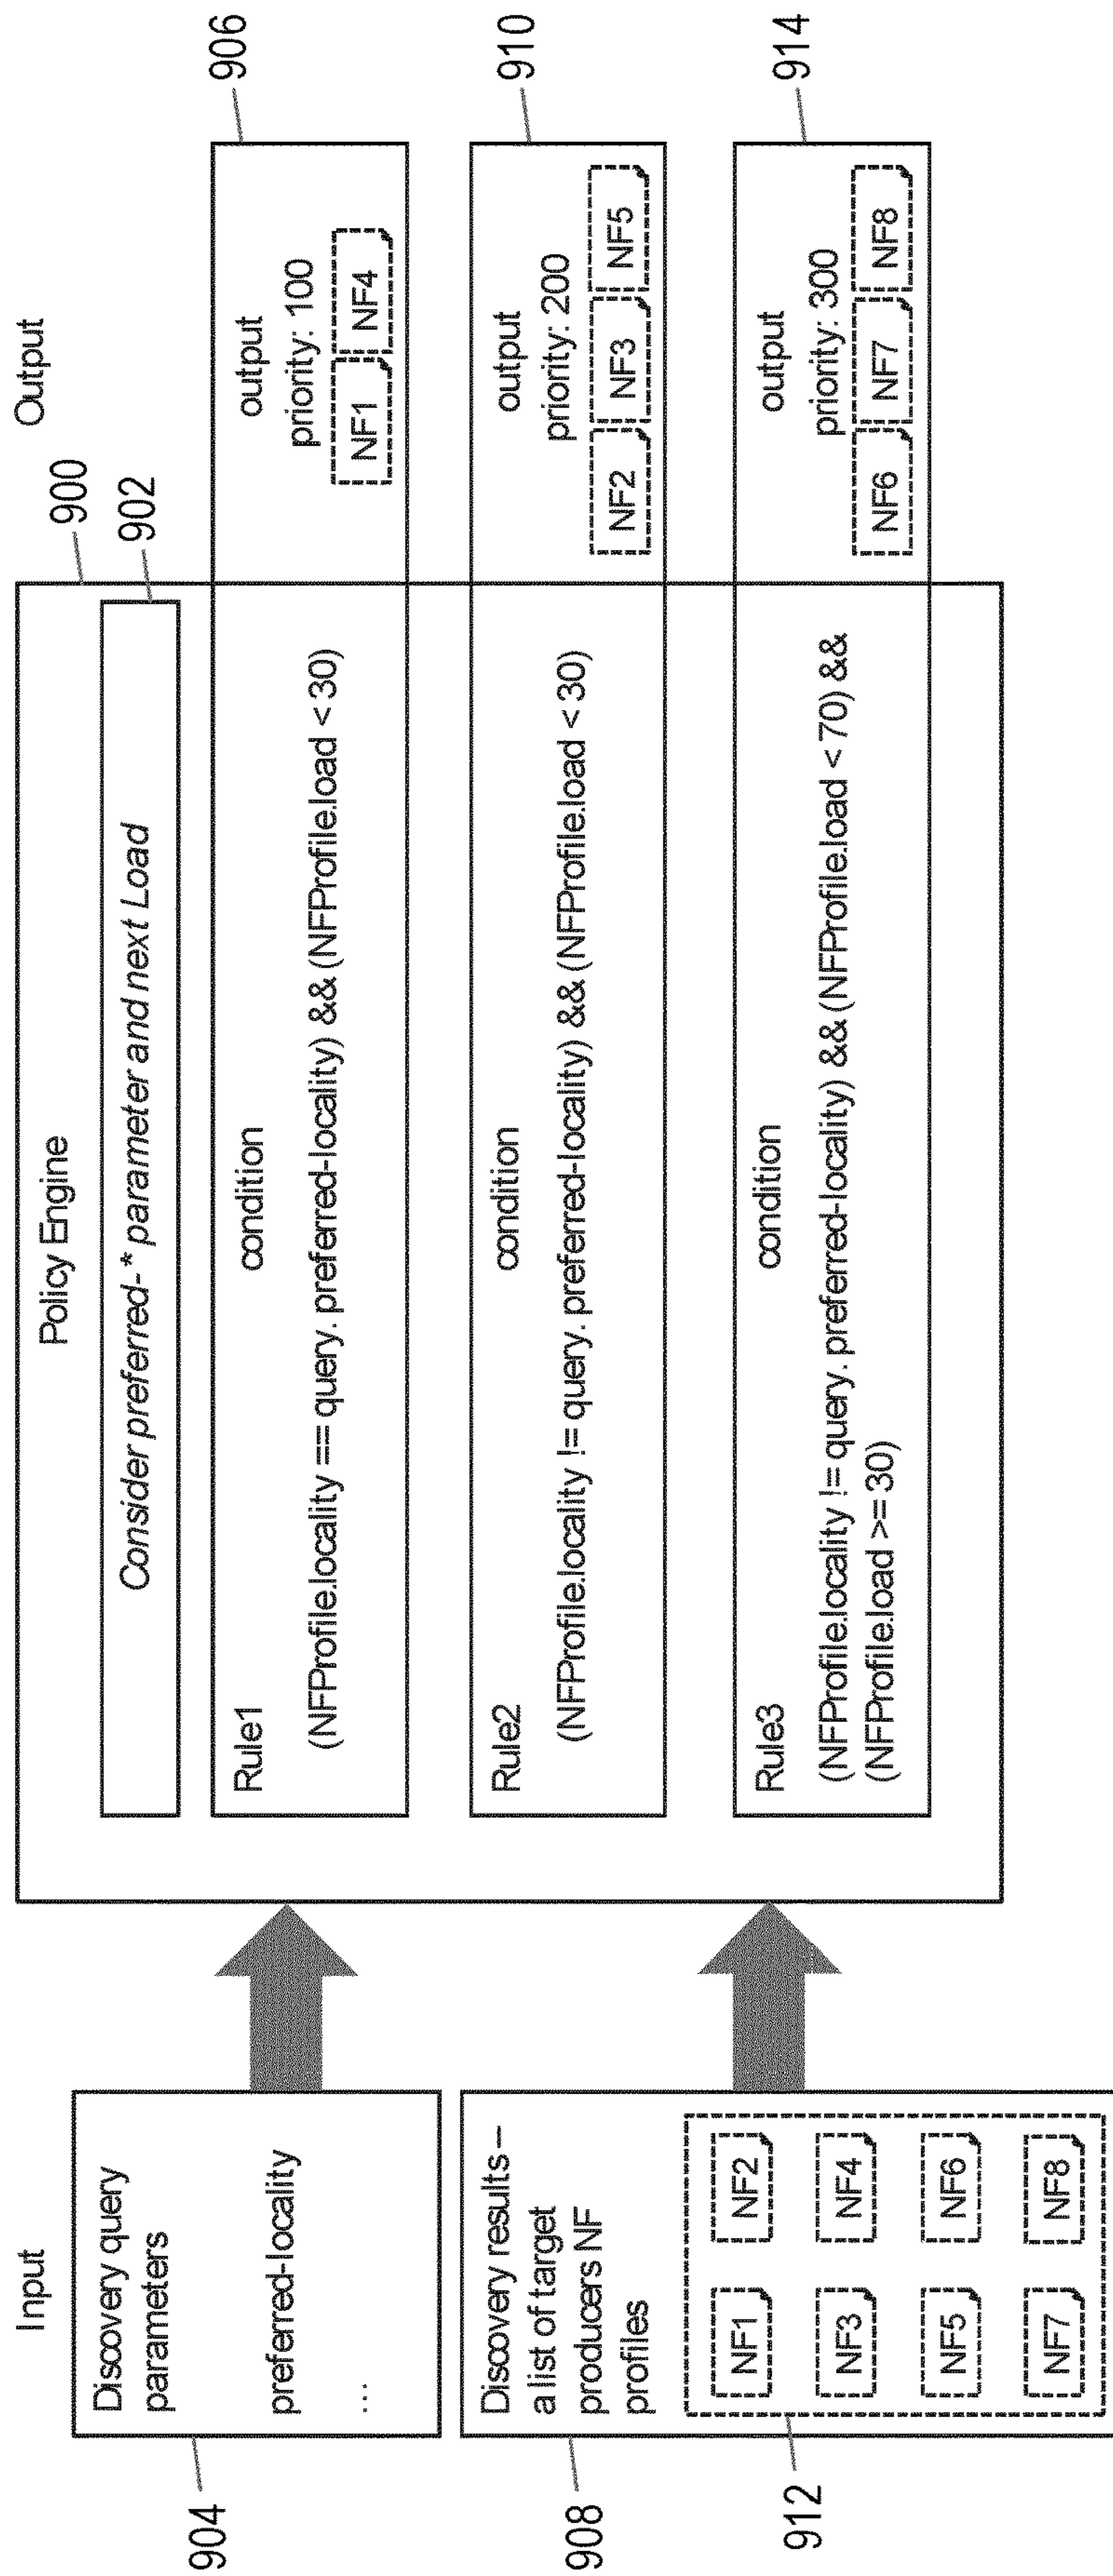 Input
Output
904
Discovery query
parameters
preferred-locality
...
908
Discovery results –
a list of target
producers NF
profiles
NF1
NF2
NF3
NF4
NF5
NF6
NF7
NF8
912
900
Policy Engine
902
Consider preferred-* parameter and next Load
Rule1
condition
(NFProfile.locality == query. preferred-locality) && (NFProfile.load < 30)
output
priority: 100
NF1
NF4
906
Rule2
condition
(NFProfile.locality != query. preferred-locality) && (NFProfile.load < 30)
output
priority: 200
NF2
NF3
NF5
910
Rule3
condition
(NFProfile.locality != query. preferred-locality) && (NFProfile.load < 70) &&
(NFProfile.load >= 30)
output
priority: 300
NF6
NF7
NF8
914